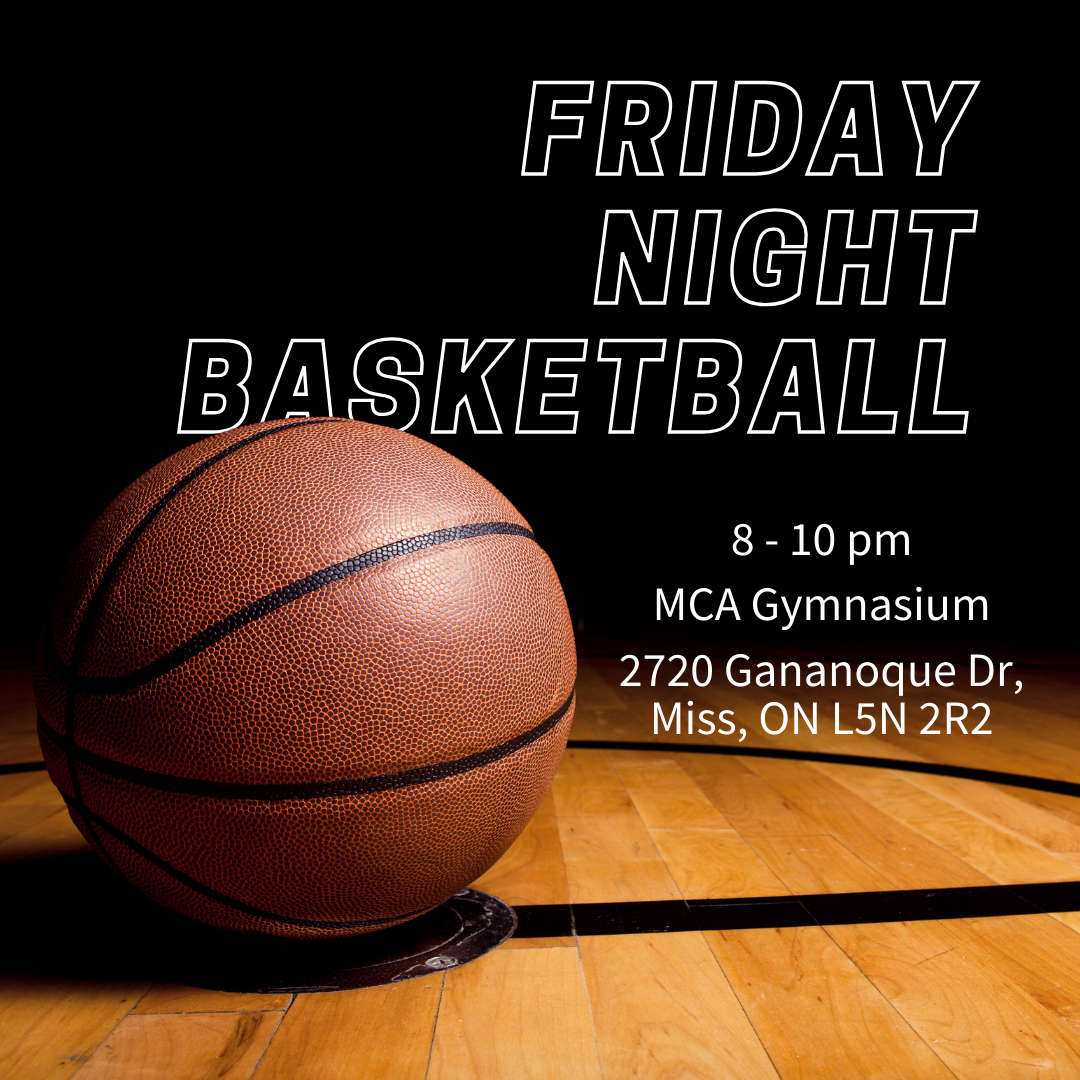 FRIDAY
NIGHT
BASKETBALL
8 - 10 pm
MCA Gymnasium
2720 Gananoque Dr,
Miss, ON L5N 2R2